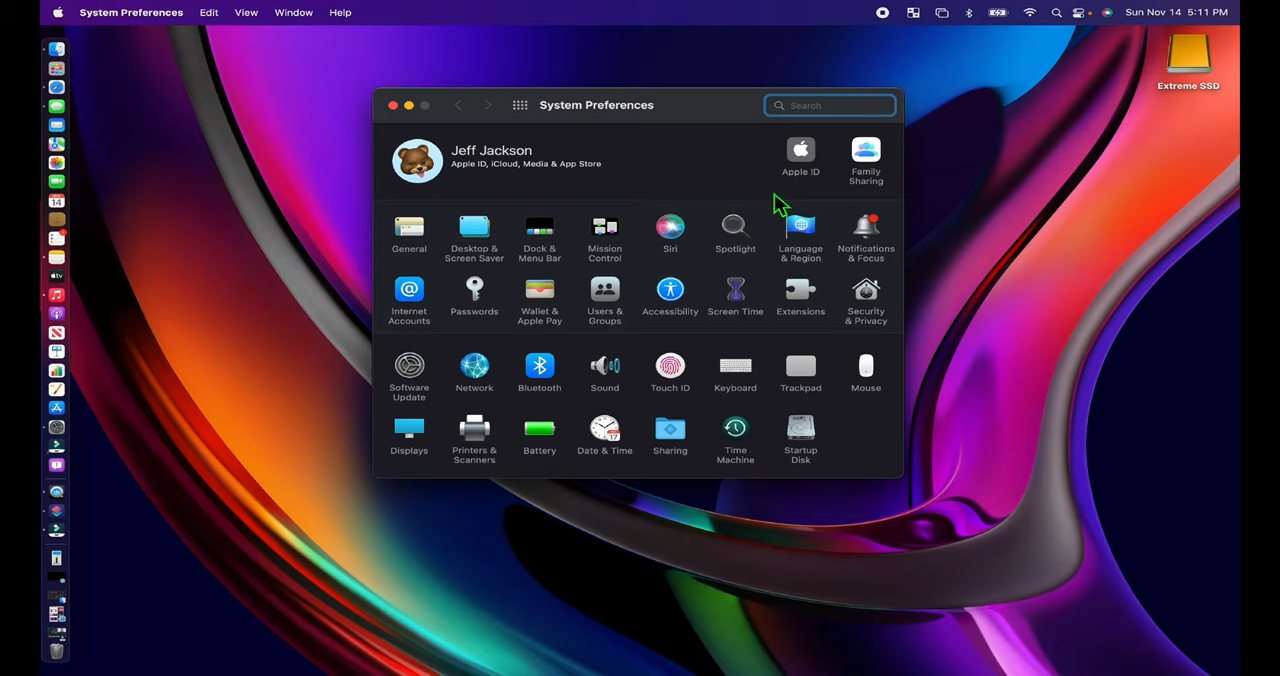 System Preferences Edit View Window Help Sun Nov 14 5:11 PM
Extreme SSD
System Preferences Search
Jeff Jackson
Apple ID, iCloud, Media & App Store
Apple ID
Family
Sharing
General
Desktop &
Screen Saver
Dock &
Menu Bar
Mission
Control
Siri
Spotlight
Language
& Region
Notifications
& Focus
Internet
Accounts
Passwords
Wallet &
Apple Pay
Users &
Groups
Accessibility
Screen Time
Extensions
Security
& Privacy
Software
Update
Network
Bluetooth
Sound
Touch ID
Keyboard
Trackpad
Mouse
Displays
Printers &
Scanners
Battery
Date & Time
Sharing
Time
Machine
Startup
Disk
14
17
tv